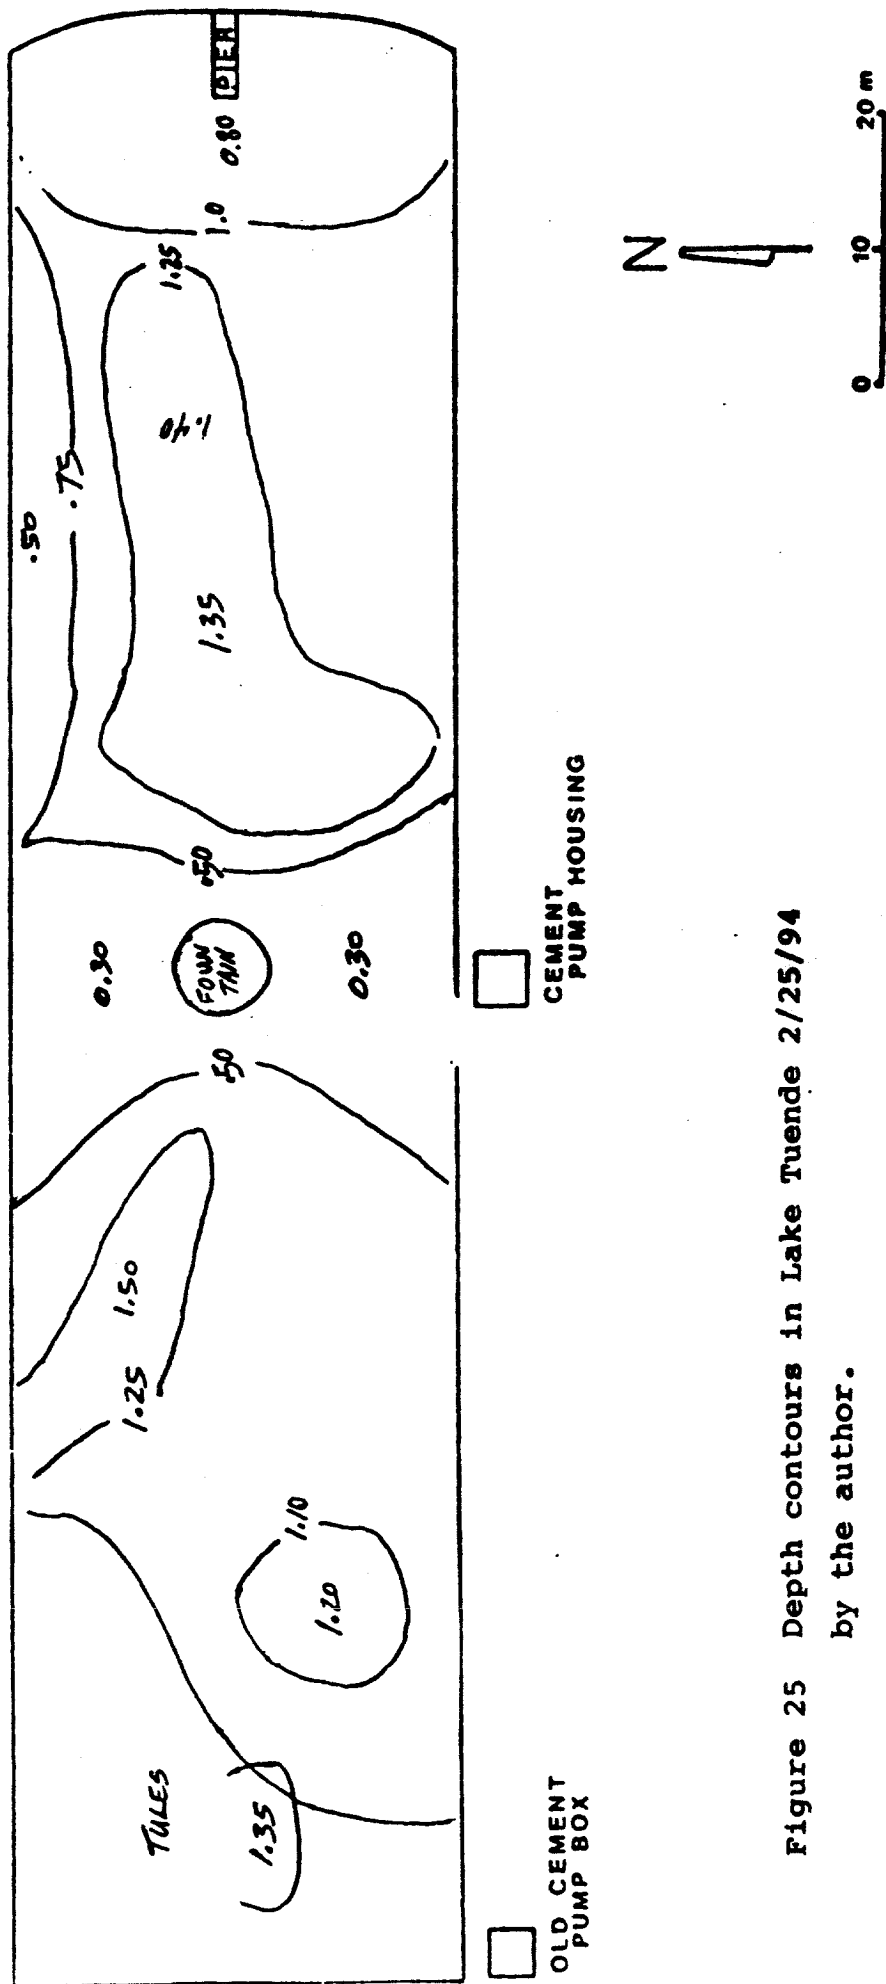 TULES
1.35
1.20
1.10
1.25
1.50
.50
0.30
FOUN
TAIN
0.30
.50
1.35
1.40
1.25
.50
.75
1.0
0.80
PIER
OLD CEMENT
PUMP BOX
CEMENT
PUMP HOUSING
N
0
10
20 m
Figure 25 Depth contours in Lake Tuende 2/25/94
by the author.